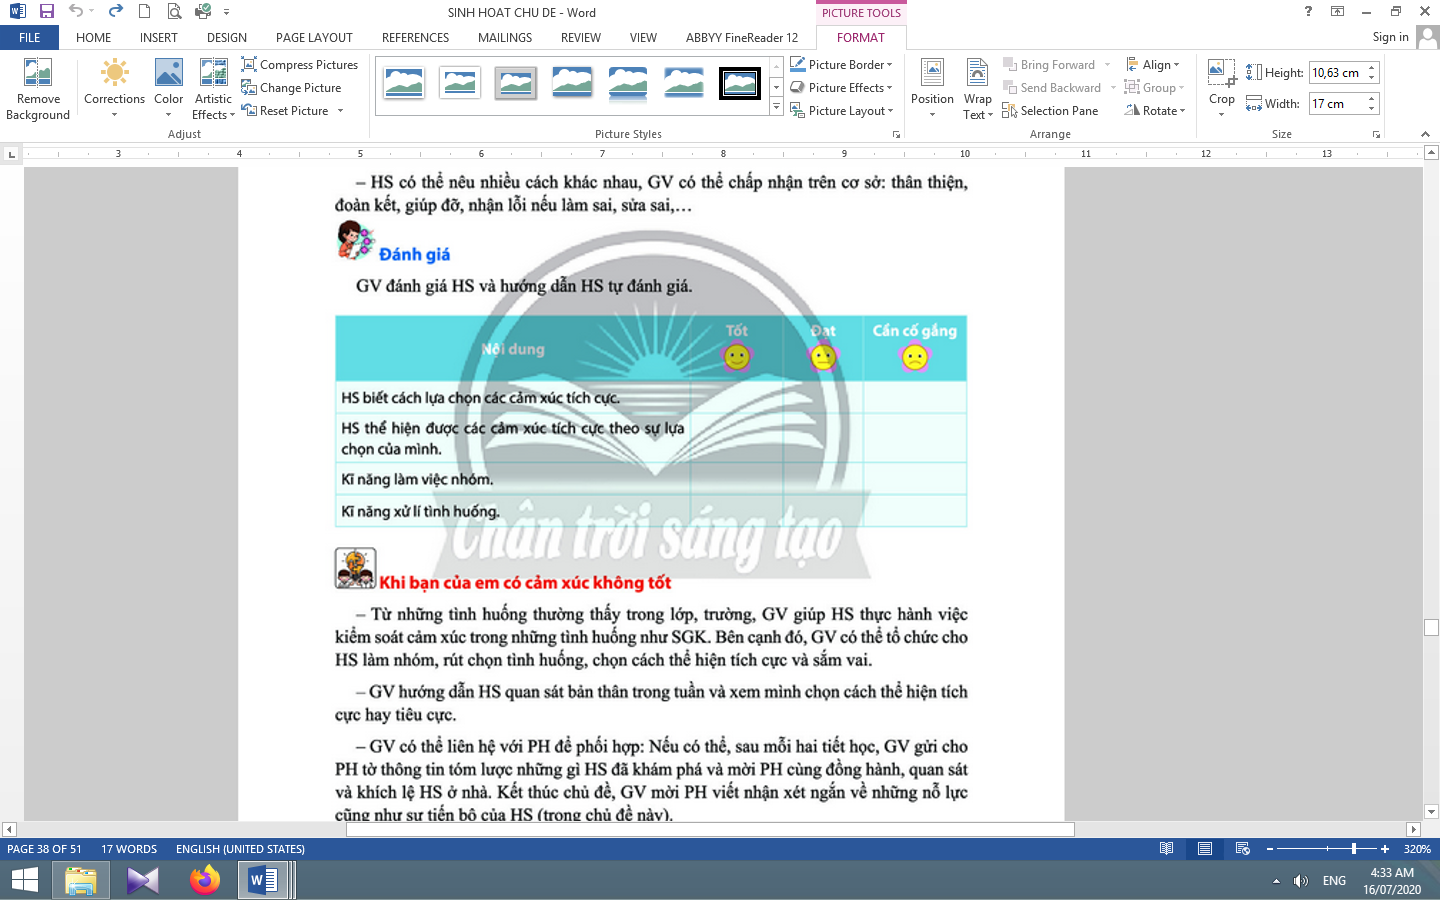 SINH HOAT CHU DE - Word
PICTURE TOOLS
FILE HOME INSERT DESIGN PAGE LAYOUT REFERENCES MAILINGS REVIEW VIEW ABBYY FineReader 12 FORMAT Sign in
Remove Background
Corrections
Color
Artistic Effects
Compress Pictures
Change Picture
Reset Picture
Adjust
Picture Styles
Picture Border
Picture Effects
Picture Layout
Position
Wrap Text
Bring Forward
Send Backward
Selection Pane
Align
Group
Rotate
Arrange
Crop
Height: 10,63 cm
Width: 17 cm
Size
3 4 5 6 7 8 9 10 11 12 13
– HS có thể nêu nhiều cách khác nhau, GV có thể chấp nhận trên cơ sở: thân thiện,
đoàn kết, giúp đỡ, nhận lỗi nếu làm sai, sửa sai,…
Đánh giá
GV đánh giá HS và hướng dẫn HS tự đánh giá.
Nội dung Tốt Đạt Cần cố gắng
HS biết cách lựa chọn các cảm xúc tích cực.
HS thể hiện được các cảm xúc tích cực theo sự lựa
chọn của mình.
Kĩ năng làm việc nhóm.
Kĩ năng xử lí tình huống.
Chân trời sáng tạo
Khi bạn của em có cảm xúc không tốt
– Từ những tình huống thường thấy trong lớp, trường, GV giúp HS thực hành việc
kiểm soát cảm xúc trong những tình huống như SGK. Bên cạnh đó, GV có thể tổ chức cho
HS làm nhóm, rút chọn tình huống, chọn cách thể hiện tích cực và sắm vai.
– GV hướng dẫn HS quan sát bản thân trong tuần và xem mình chọn cách thể hiện tích
cực hay tiêu cực.
– GV có thể liên hệ với PH để phối hợp: Nếu có thể, sau mỗi hai tiết học, GV gửi cho
PH tờ thông tin tóm lược những gì HS đã khám phá và mời PH cùng đồng hành, quan sát
và khích lệ HS ở nhà. Kết thúc chủ đề, GV mời PH viết nhận xét ngắn về những nỗ lực
cũng như sự tiến bộ của HS (trong chủ đề này).
PAGE 38 OF 51 17 WORDS ENGLISH (UNITED STATES) 320%
ENG
4:33 AM
16/07/2020